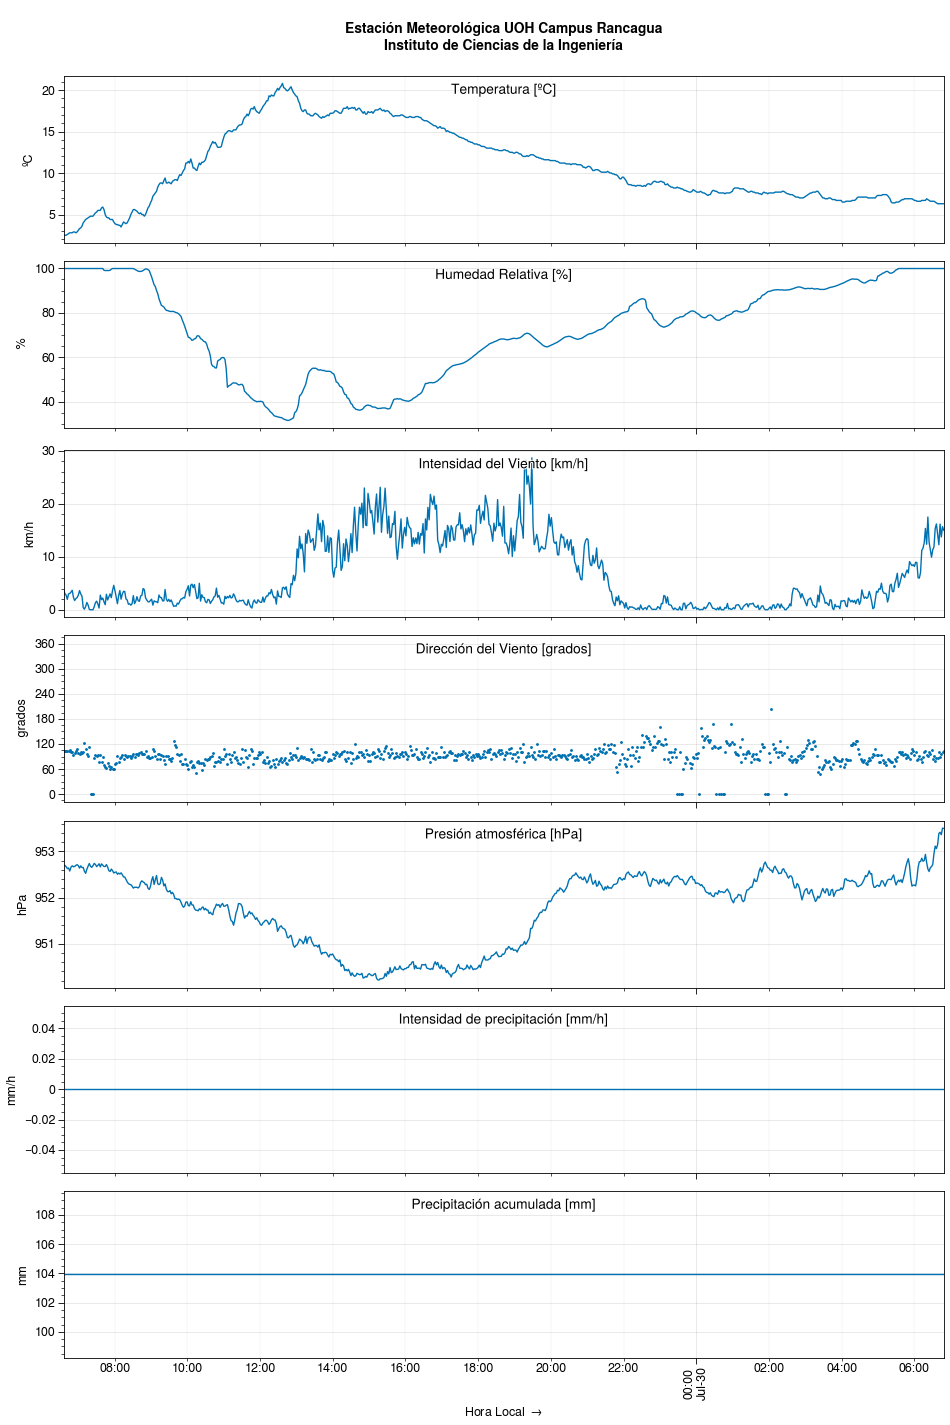 Estación Meteorológica UOH Campus Rancagua
Instituto de Ciencias de la Ingeniería
Temperatura [ºC]
ºC
20
15
10
5
Humedad Relativa [%]
%
100
80
60
40
Intensidad del Viento [km/h]
km/h
30
20
10
0
Dirección del Viento [grados]
grados
360
300
240
180
120
60
0
Presión atmosférica [hPa]
hPa
953
952
951
Intensidad de precipitación [mm/h]
mm/h
0.04
0.02
0
−0.02
−0.04
Precipitación acumulada [mm]
mm
108
106
104
102
100
08:00 10:00 12:00 14:00 16:00 18:00 20:00 22:00 00:00 02:00 04:00 06:00
Jul-30
Hora Local →